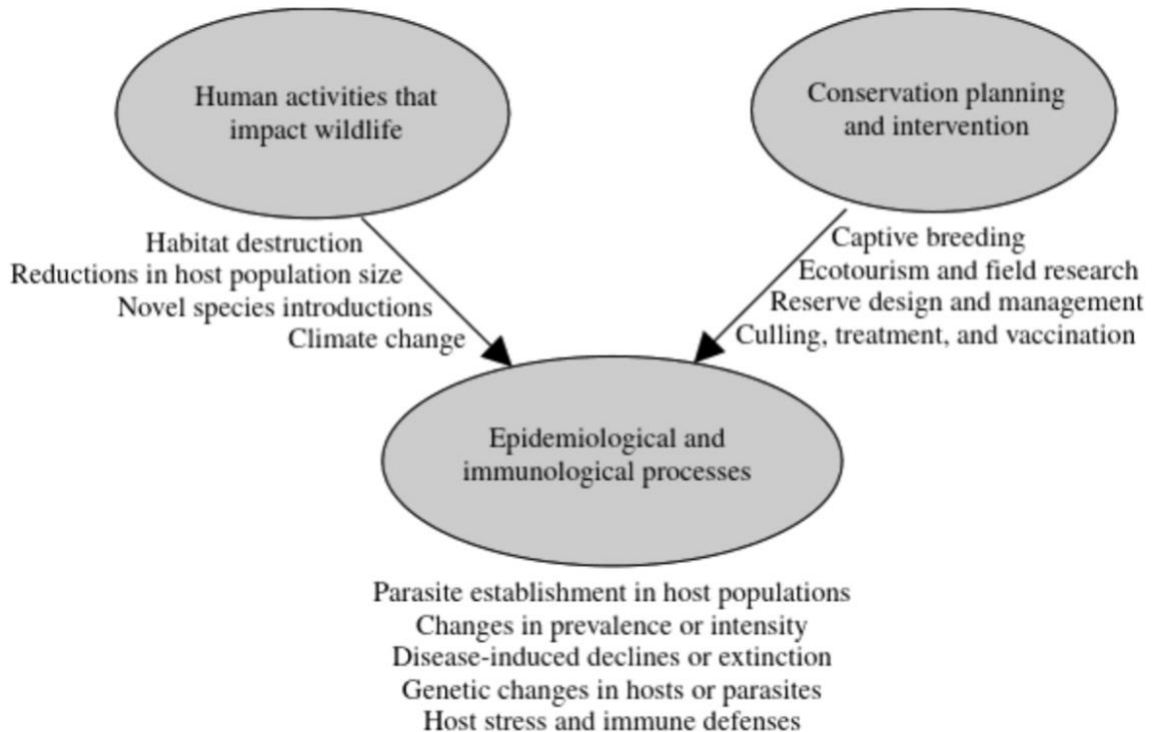 Human activities that
impact wildlife
Conservation planning
and intervention
Habitat destruction
Reductions in host population size
Novel species introductions
Climate change
Captive breeding
Ecotourism and field research
Reserve design and management
Culling, treatment, and vaccination
Epidemiological and
immunological processes
Parasite establishment in host populations
Changes in prevalence or intensity
Disease-induced declines or extinction
Genetic changes in hosts or parasites
Host stress and immune defenses